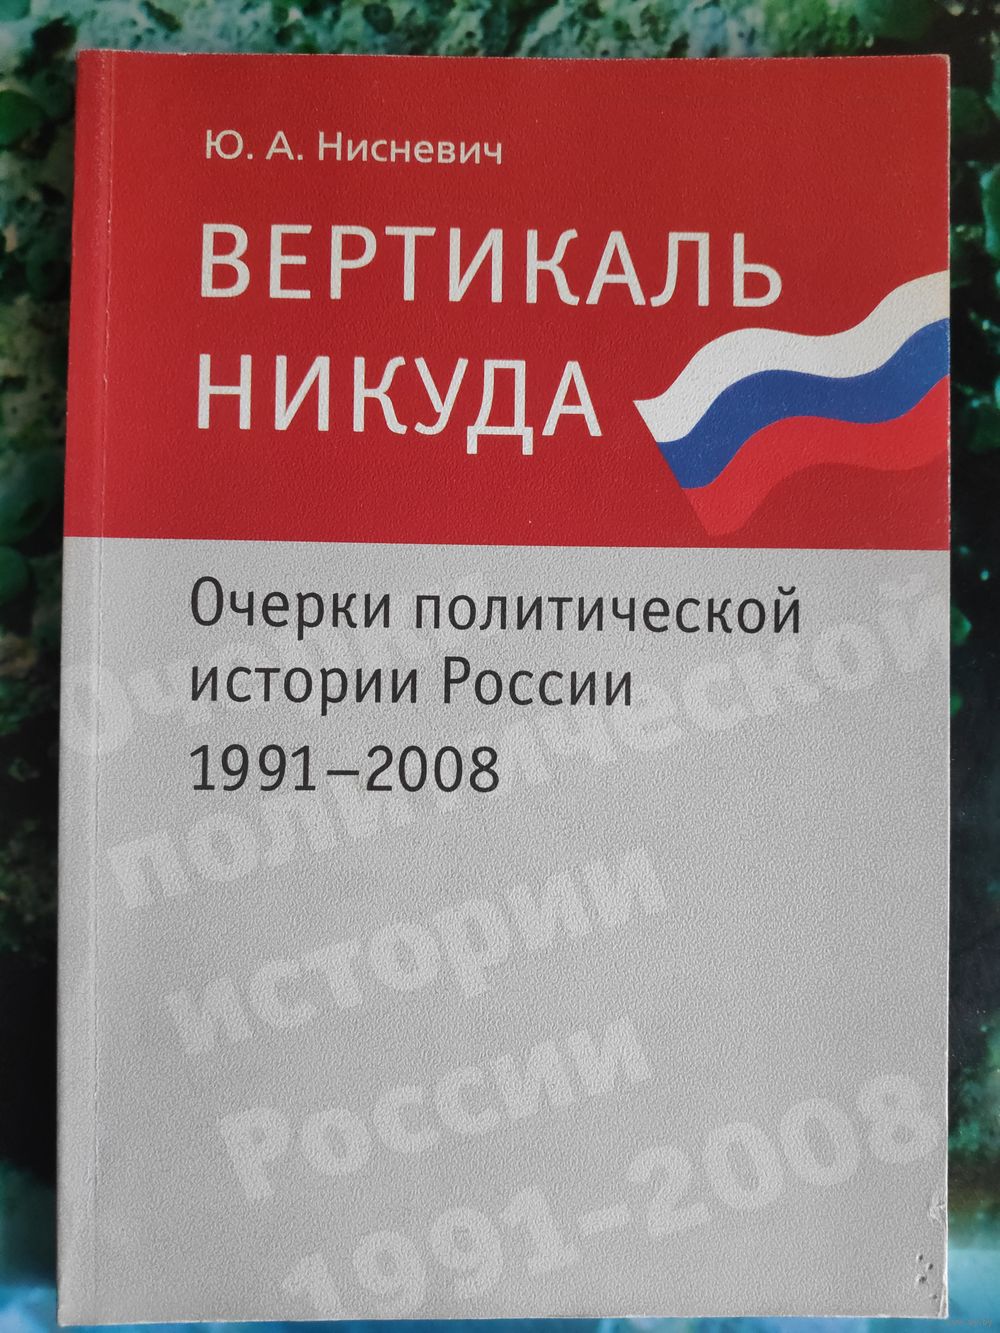 Ю. А. Нисневич
ВЕРТИКАЛЬ
НИКУДА
Очерки политической
истории России
1991–2008
Очерки
политической
истории
России
1991-2008